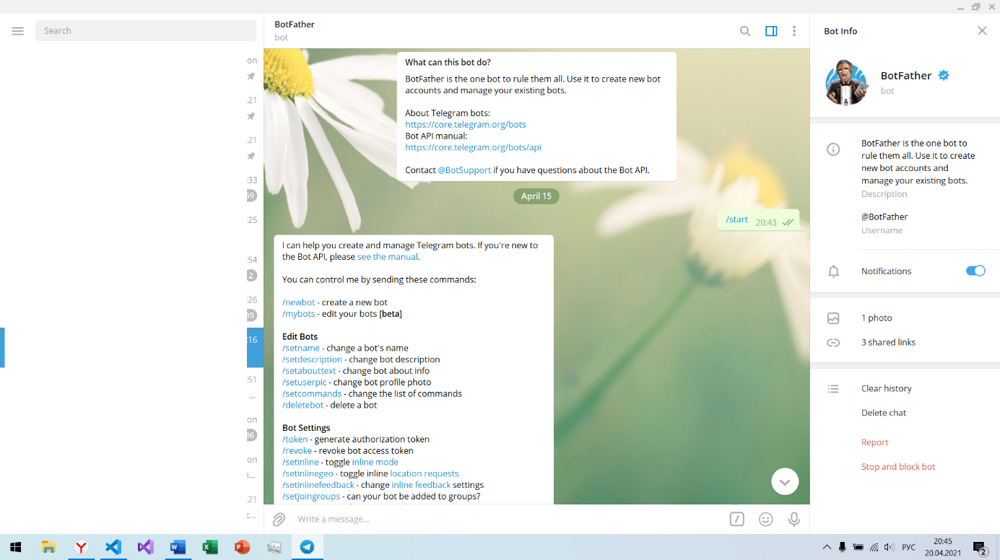 Search
on
21
.21
:33
69
:25
:54
2
:26
39
:16
:51
...
on
36
on
...
.21
c...
BotFather
bot
What can this bot do?
BotFather is the one bot to rule them all. Use it to create new bot
accounts and manage your existing bots.
About Telegram bots:
https://core.telegram.org/bots
Bot API manual:
https://core.telegram.org/bots/api
Contact @BotSupport if you have questions about the Bot API.
April 15
/start 20:43
I can help you create and manage Telegram bots. If you're new to
the Bot API, please see the manual.
You can control me by sending these commands:
/newbot - create a new bot
/mybots - edit your bots [beta]
Edit Bots
/setname - change a bot's name
/setdescription - change bot description
/setabouttext - change bot about info
/setuserpic - change bot profile photo
/setcommands - change the list of commands
/deletebot - delete a bot
Bot Settings
/token - generate authorization token
/revoke - revoke bot access token
/setinline - toggle inline mode
/setinlinegeo - toggle inline location requests
/setinlinefeedback - change inline feedback settings
/setjoingroups - can your bot be added to groups?
Write a message...
Bot Info
BotFather
bot
BotFather is the one bot to
rule them all. Use it to create
new bot accounts and
manage your existing bots.
Description
@BotFather
Username
Notifications
1 photo
3 shared links
Clear history
Delete chat
Report
Stop and block bot
РУС
20:45
20.04.2021
2